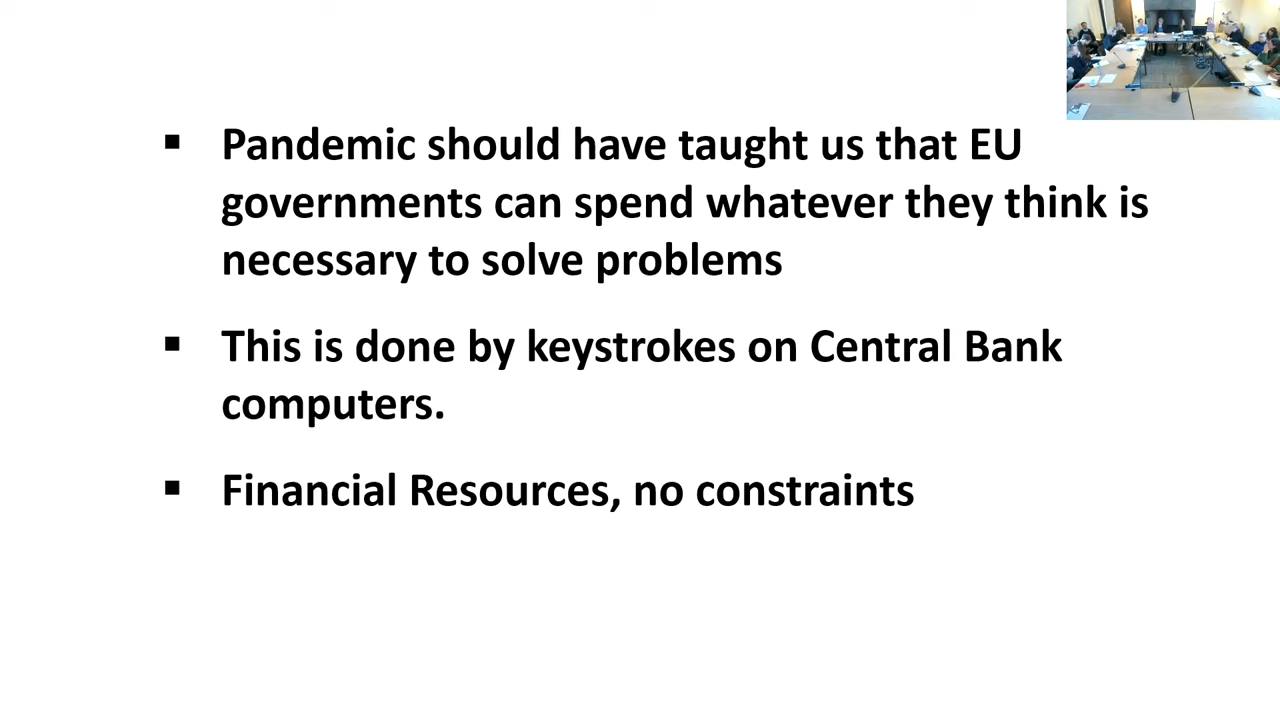 ▪ Pandemic should have taught us that EU
governments can spend whatever they think is
necessary to solve problems
▪ This is done by keystrokes on Central Bank
computers.
▪ Financial Resources, no constraints